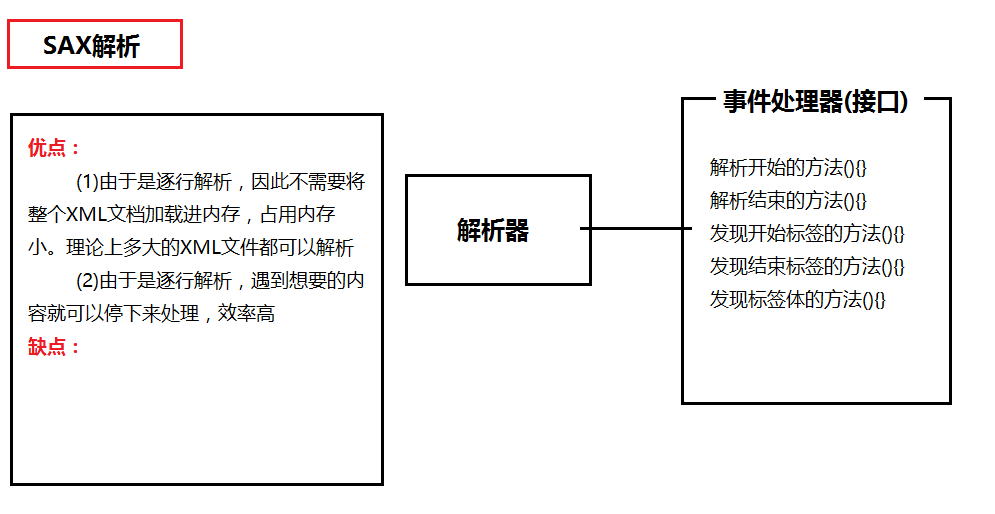 SAX解析
优点：
(1)由于是逐行解析，因此不需要将
整个XML文档加载进内存，占用内存
小。理论上多大的XML文件都可以解析
(2)由于是逐行解析，遇到想要的内
容就可以停下来处理，效率高
缺点：
解析器
事件处理器(接口)
解析开始的方法(){}
解析结束的方法(){}
发现开始标签的方法(){}
发现结束标签的方法(){}
发现标签体的方法(){}